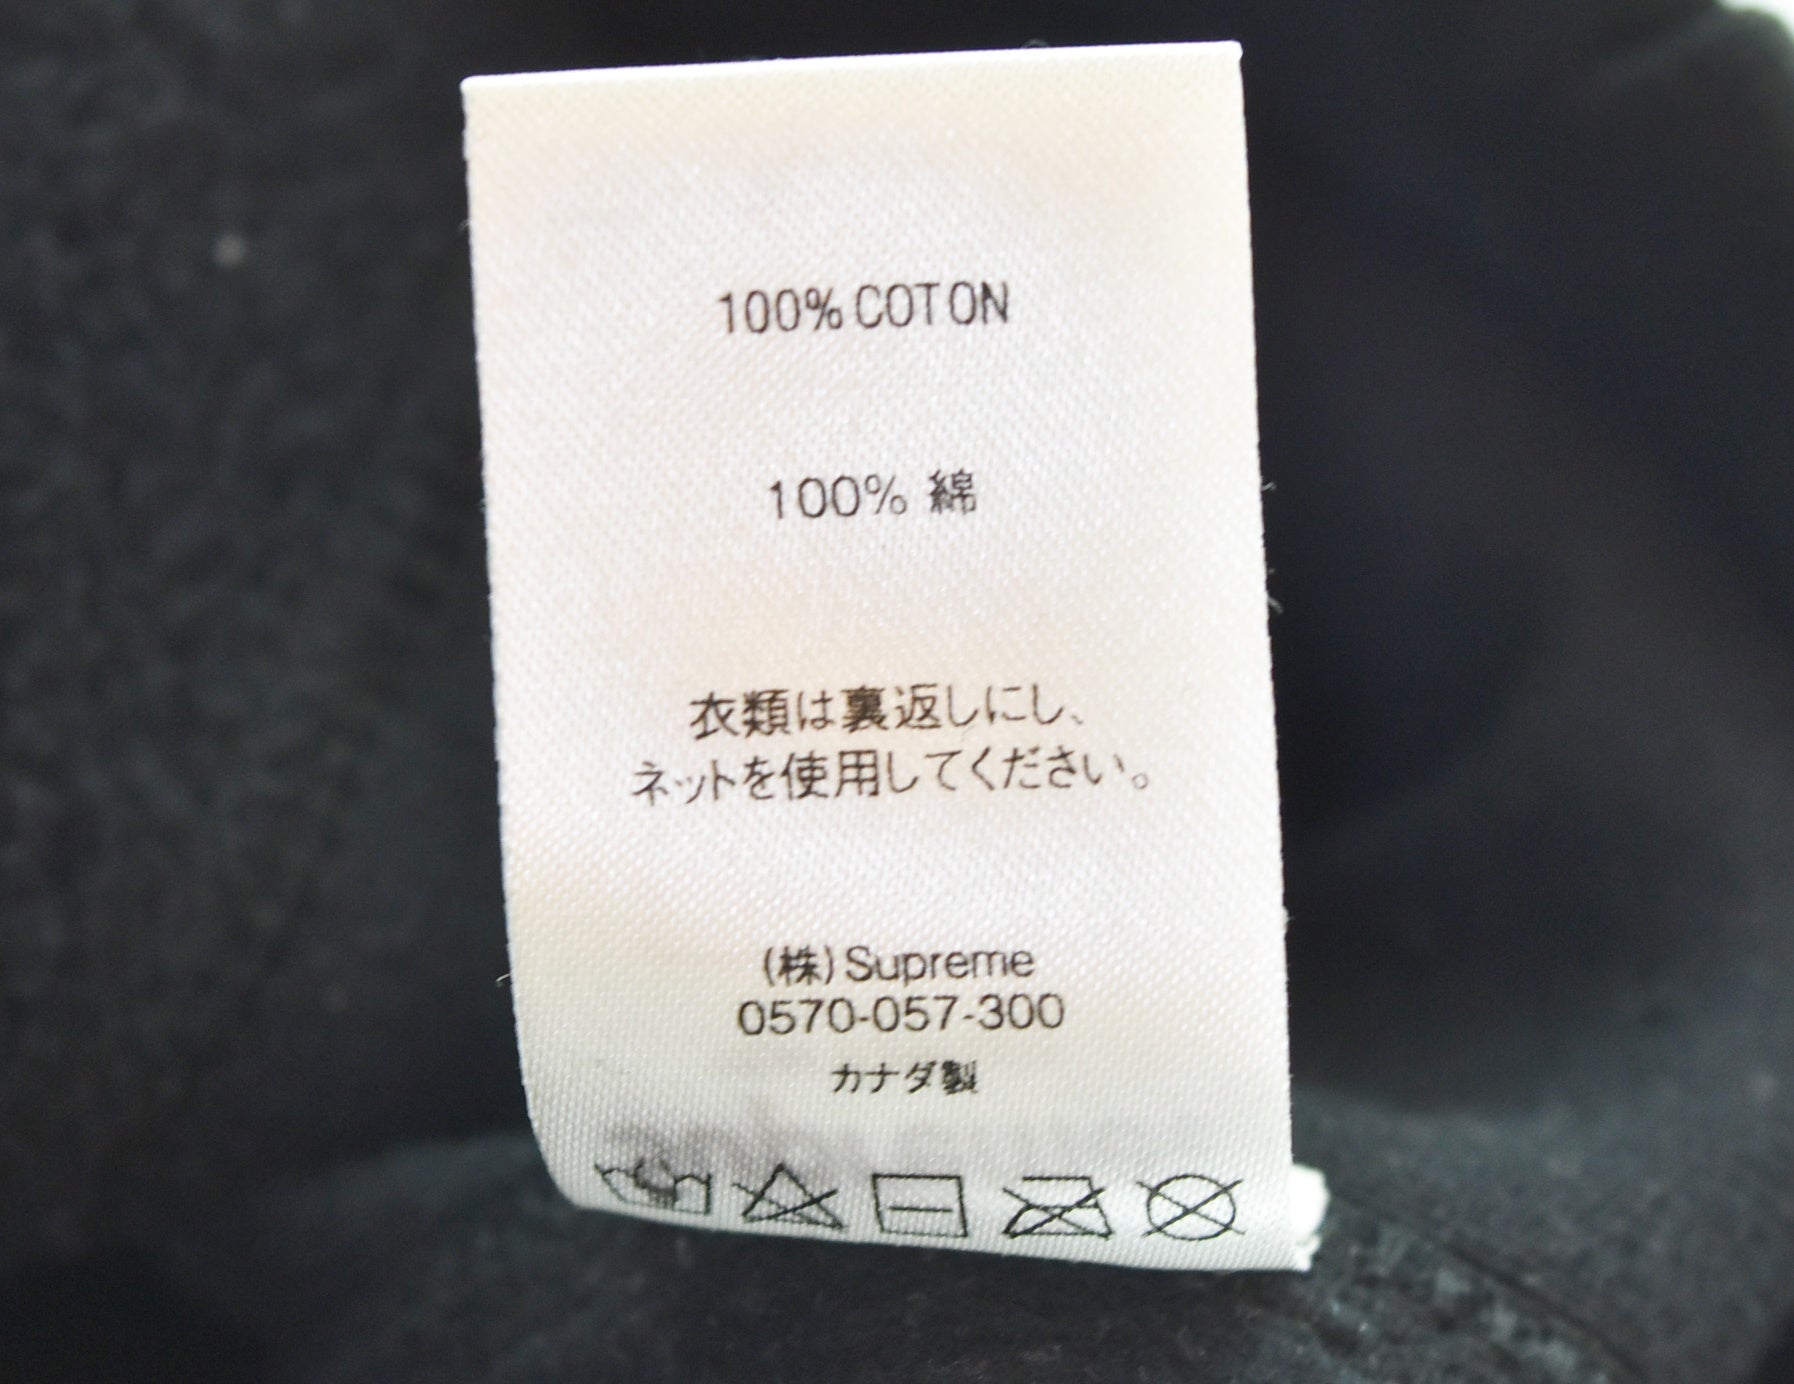 100% COTON
100% 綿
衣類は裏返しにし、
ネットを使用してください。
(株) Supreme
0570-057-300
カナダ製